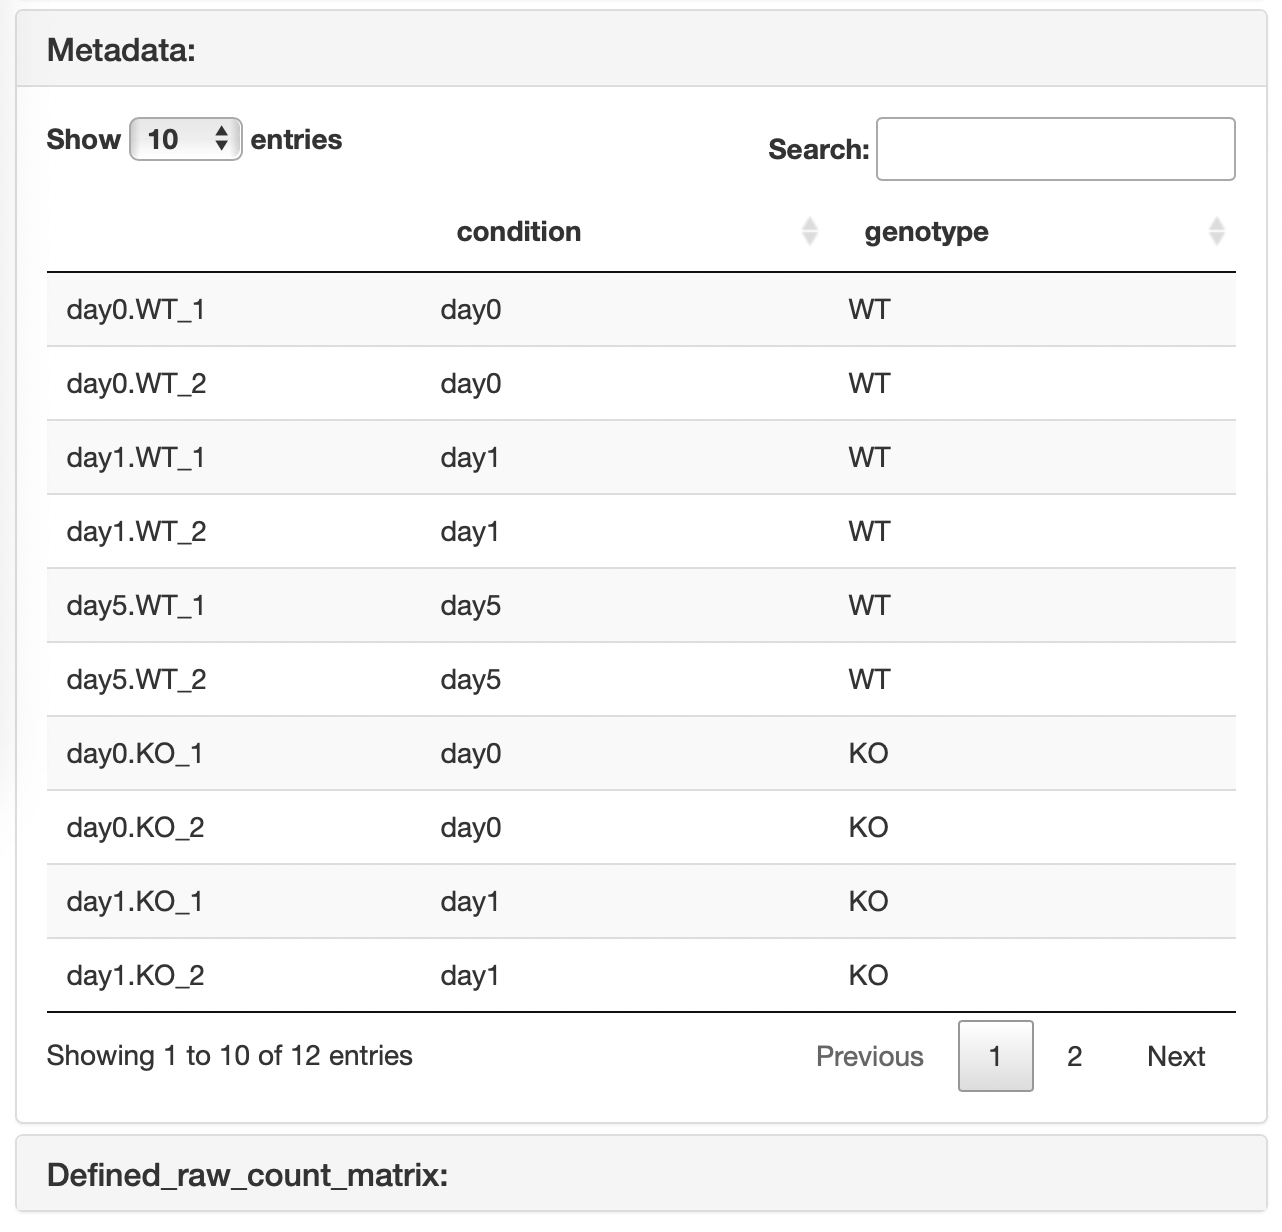 Metadata:
Show 10 entries
Search:
condition genotype
day0.WT_1 day0 WT
day0.WT_2 day0 WT
day1.WT_1 day1 WT
day1.WT_2 day1 WT
day5.WT_1 day5 WT
day5.WT_2 day5 WT
day0.KO_1 day0 KO
day0.KO_2 day0 KO
day1.KO_1 day1 KO
day1.KO_2 day1 KO
Showing 1 to 10 of 12 entries
Previous 1 2 Next
Defined_raw_count_matrix: